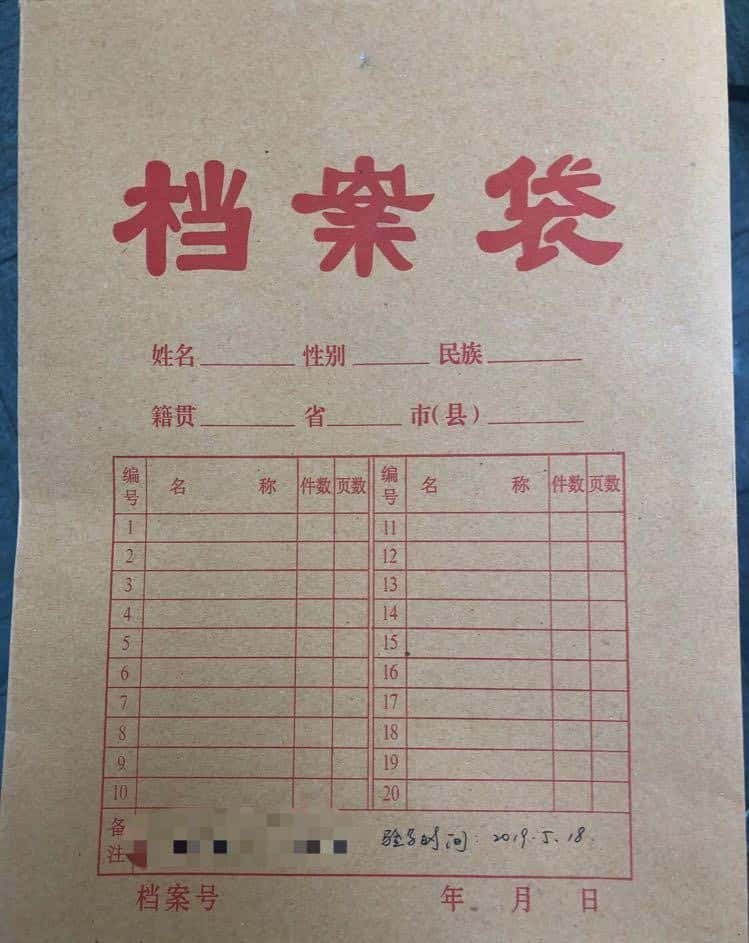 档案袋
姓名 性别 民族
籍贯 省 市(县)
编号 名称 件数 页数 编号 名称 件数 页数
1 11
2 12
3 13
4 14
5 15
6 16
7 17
8 18
9 19
10 20
备注 时间: 2019.5.18
档案号 年 月 日